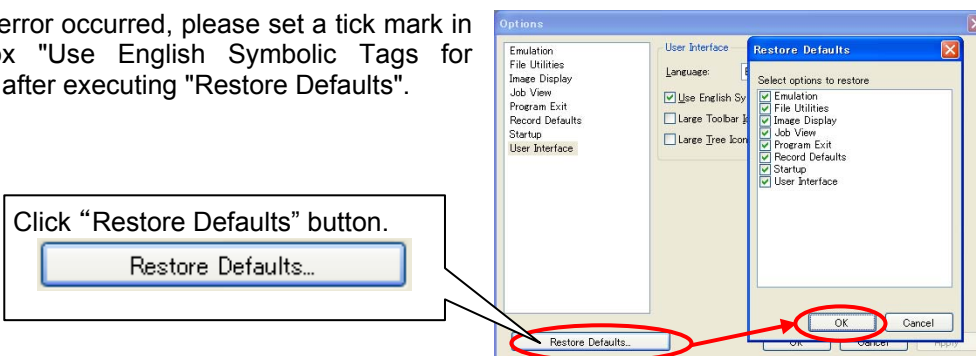 error occurred, please set a tick mark in
"Use English Symbolic Tags for
after executing "Restore Defaults".
Click “Restore Defaults” button.
Restore Defaults...
Options
Emulation
File Utilities
Image Display
Job View
Program Exit
Record Defaults
Startup
User Interface
User Interface
Language:
Use English Sy
Large Toolbar
Large Tree Icon
Restore Defaults...
Restore Defaults
Select options to restore
Emulation
File Utilities
Image Display
Job View
Program Exit
Record Defaults
Startup
User Interface
OK Cancel
OK Cancel Apply